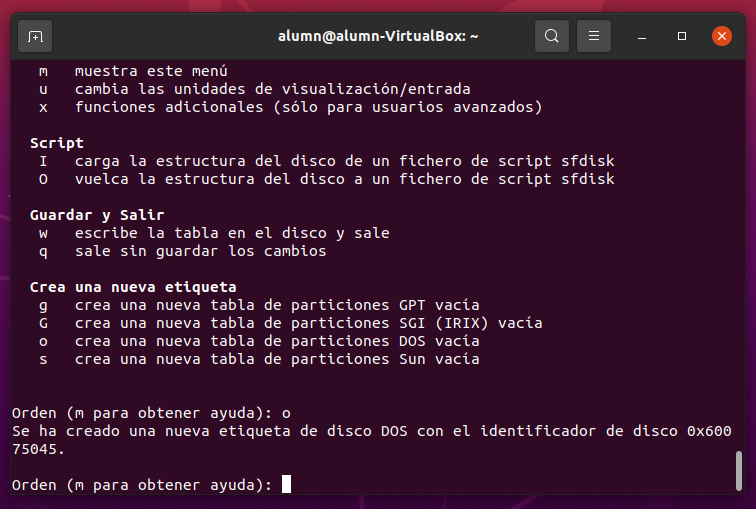 alumn@alumn-VirtualBox: ~
m muestra este menú
u cambia las unidades de visualización/entrada
x funciones adicionales (sólo para usuarios avanzados)
Script
I carga la estructura del disco de un fichero de script sfdisk
O vuelca la estructura del disco a un fichero de script sfdisk
Guardar y Salir
w escribe la tabla en el disco y sale
q sale sin guardar los cambios
Crea una nueva etiqueta
g crea una nueva tabla de particiones GPT vacía
G crea una nueva tabla de particiones SGI (IRIX) vacía
o crea una nueva tabla de particiones DOS vacía
s crea una nueva tabla de particiones Sun vacía
Orden (m para obtener ayuda): o
Se ha creado una nueva etiqueta de disco DOS con el identificador de disco 0x600
75045.
Orden (m para obtener ayuda):